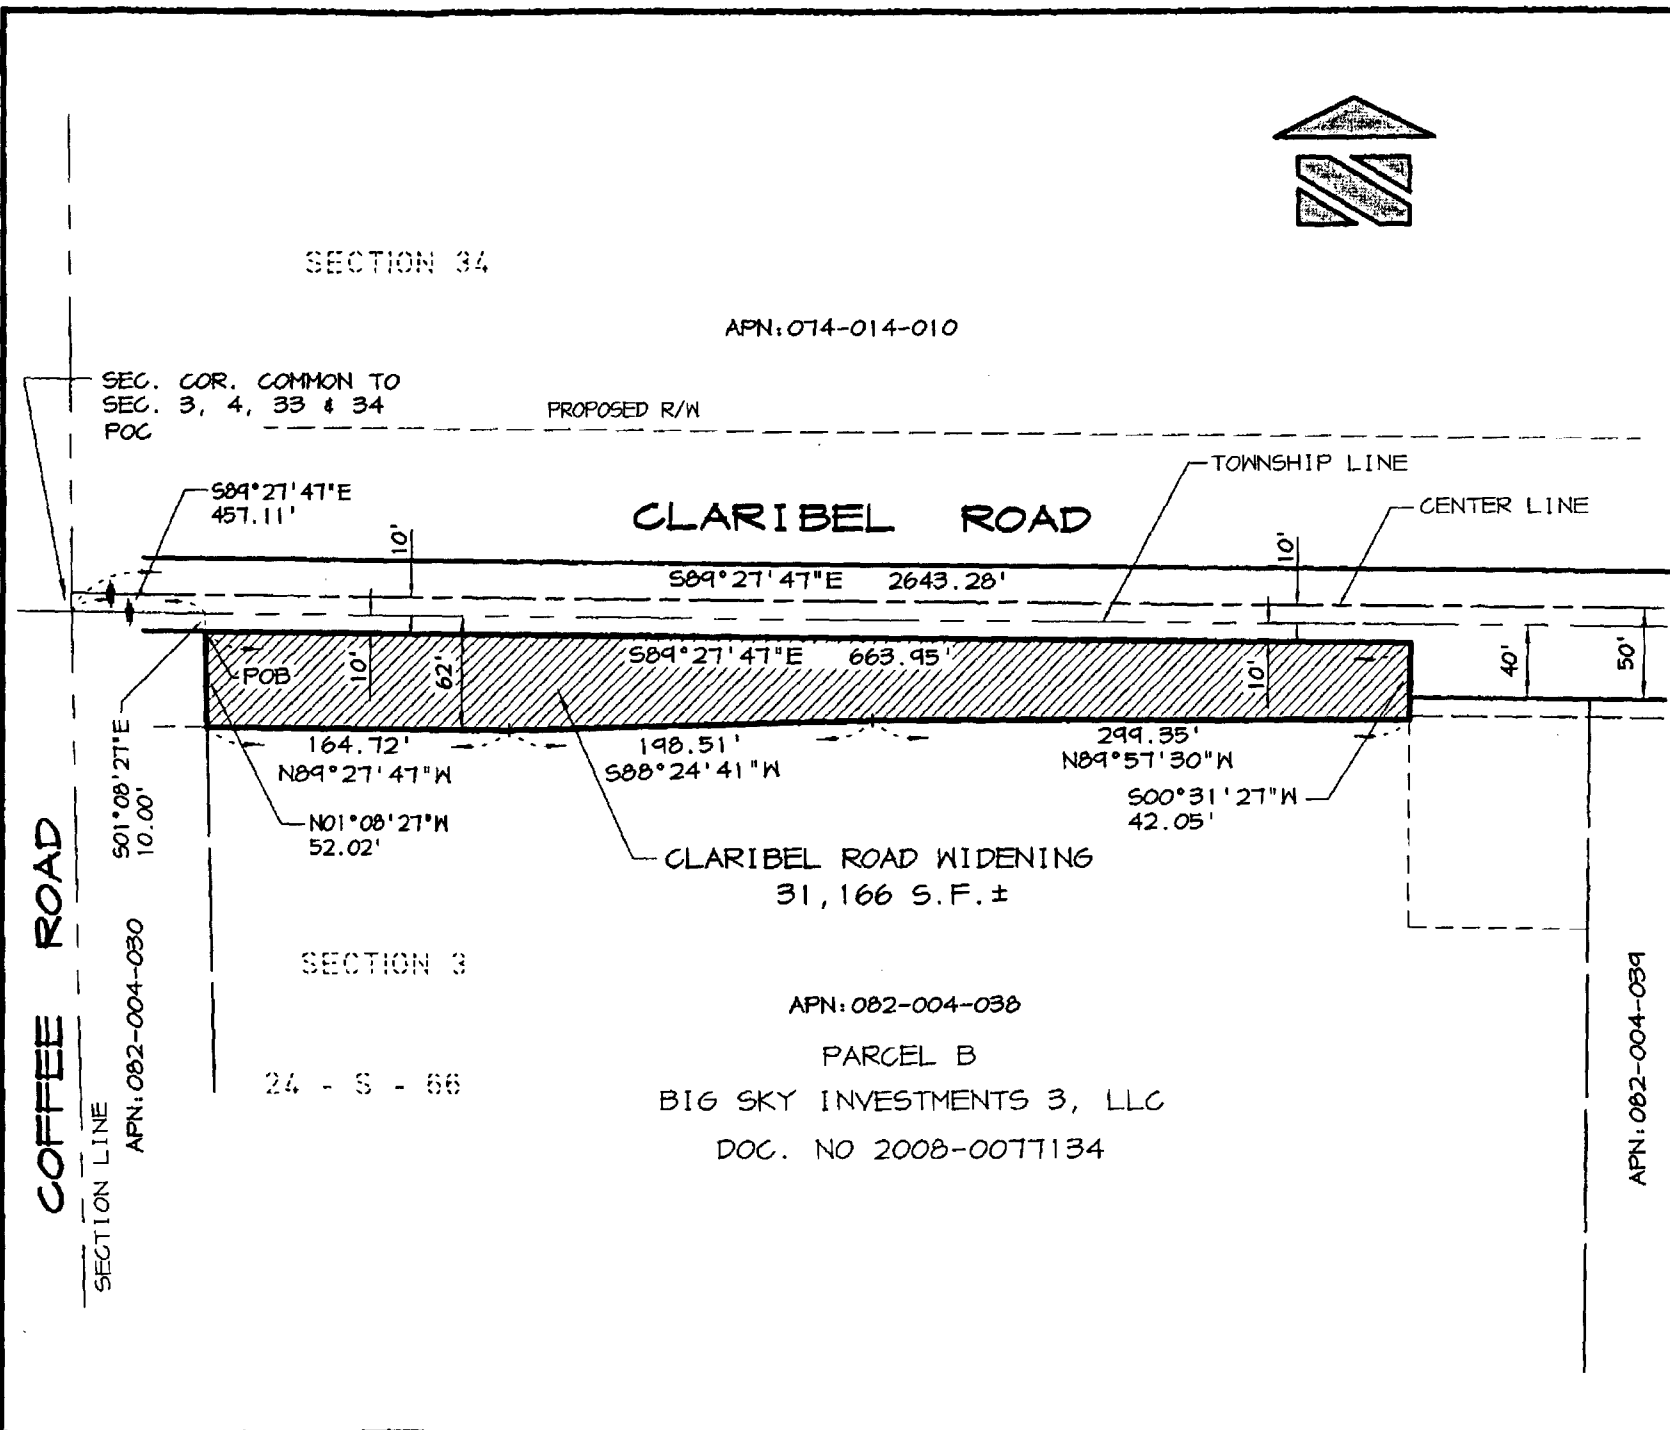 SECTION 34
APN:074-014-010
SEC. COR. COMMON TO
SEC. 3, 4, 33 & 34
POC
PROPOSED R/W
TOWNSHIP LINE
S89°27'47"E
457.11'
CLARIBEL ROAD
CENTER LINE
10'
10'
S89°27'47"E 2643.28'
S89°27'47"E 663.95'
POB
10'
62'
10'
40'
50'
S01°08'27"E
10.00'
164.72'
N89°27'47"W
198.51'
S88°24'41"W
299.35'
N89°57'30"W
S00°31'27"W
42.05'
N01°08'27"W
52.02'
CLARIBEL ROAD WIDENING
31,166 S.F.±
COFFEE ROAD
SECTION LINE
APN:082-004-030
SECTION 3
24 - S - 66
APN:082-004-038
PARCEL B
BIG SKY INVESTMENTS 3, LLC
DOC. NO 2008-0077134
APN:082-004-039